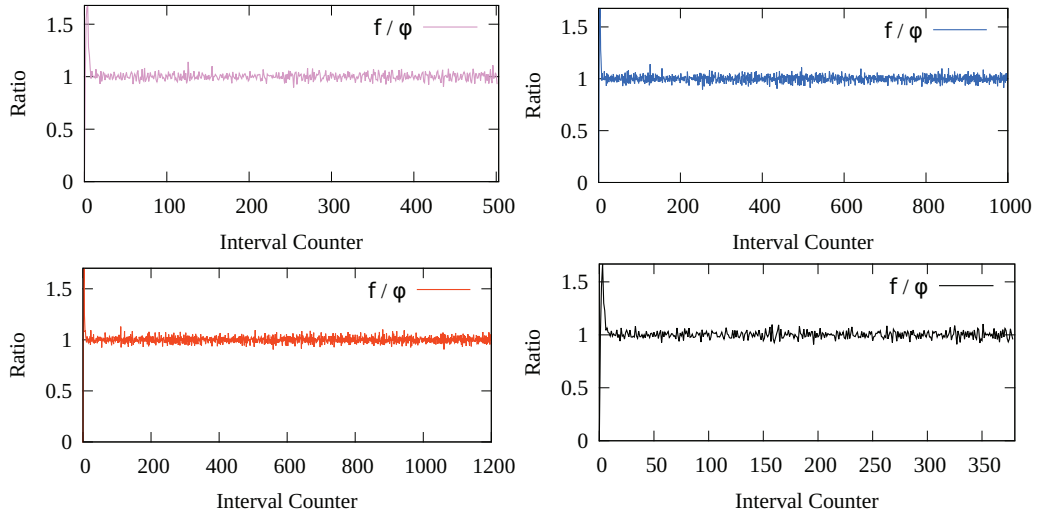 f / φ
Ratio
1.5
1
0.5
0
0 100 200 300 400 500
Interval Counter
f / φ
Ratio
1.5
1
0.5
0
0 200 400 600 800 1000
Interval Counter
f / φ
Ratio
1.5
1
0.5
0
0 200 400 600 800 1000 1200
Interval Counter
f / φ
Ratio
1.5
1
0.5
0
0 50 100 150 200 250 300 350
Interval Counter